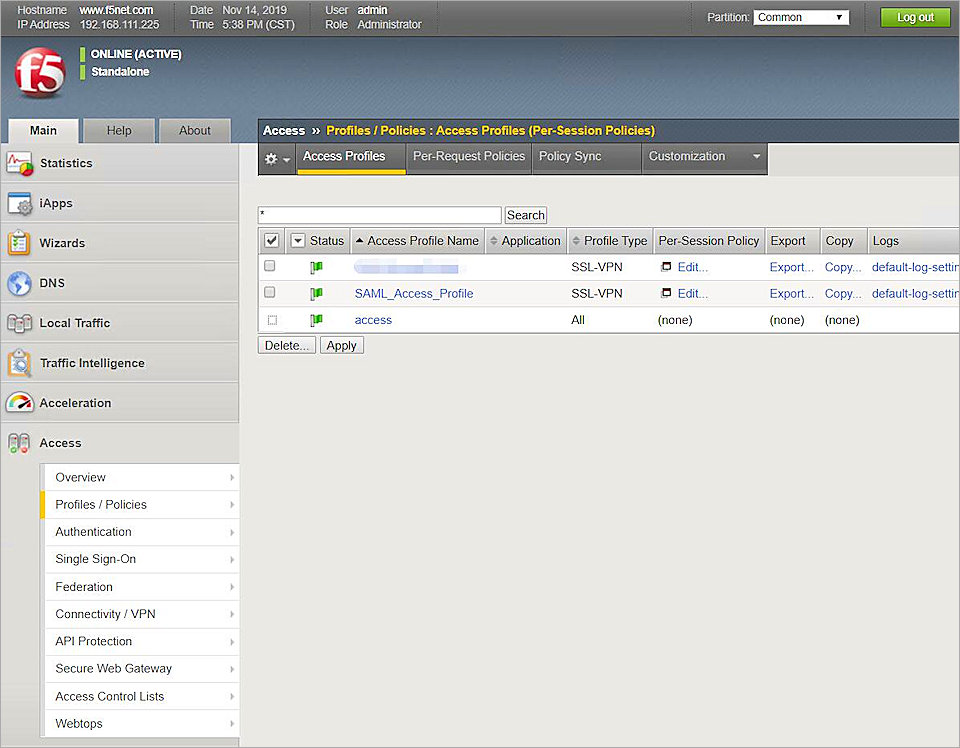 Hostname www.f5net.com Date Nov 14, 2019 User admin
IP Address 192.168.111.225 Time 5:38 PM (CST) Role Administrator
Partition: Common Log out
f5
ONLINE (ACTIVE)
Standalone
Main Help About
Access ›› Profiles / Policies : Access Profiles (Per-Session Policies)
Access Profiles Per-Request Policies Policy Sync Customization
Statistics
iApps
Wizards
DNS
Local Traffic
Traffic Intelligence
Acceleration
Access
Overview
Profiles / Policies
Authentication
Single Sign-On
Federation
Connectivity / VPN
API Protection
Secure Web Gateway
Access Control Lists
Webtops
* Search
Status Access Profile Name Application Profile Type Per-Session Policy Export Copy Logs
SSL-VPN Edit... Export... Copy... default-log-settin
SAML_Access_Profile SSL-VPN Edit... Export... Copy... default-log-settin
access All (none) (none) (none)
Delete... Apply